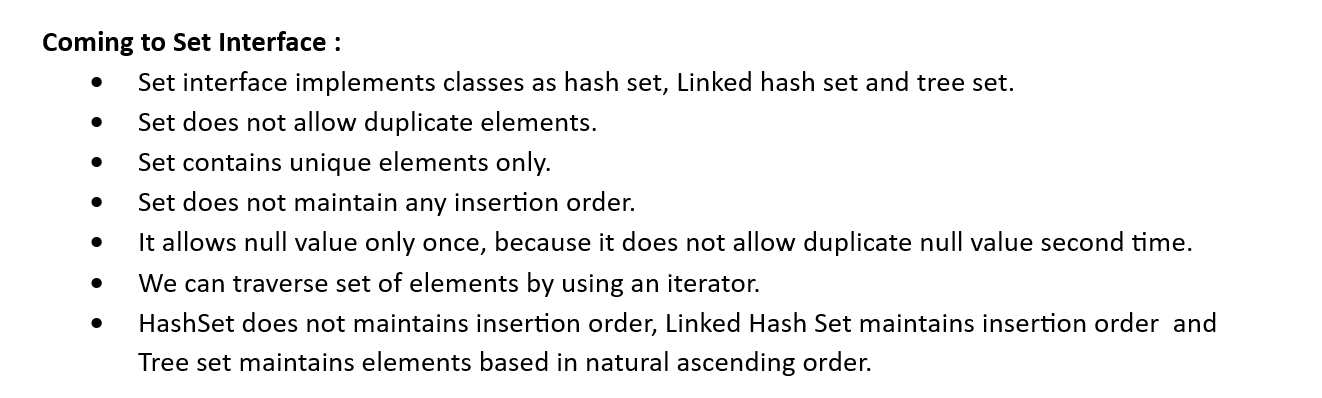 Coming to Set Interface :
• Set interface implements classes as hash set, Linked hash set and tree set.
• Set does not allow duplicate elements.
• Set contains unique elements only.
• Set does not maintain any insertion order.
• It allows null value only once, because it does not allow duplicate null value second time.
• We can traverse set of elements by using an iterator.
• HashSet does not maintains insertion order, Linked Hash Set maintains insertion order  and
Tree set maintains elements based in natural ascending order.